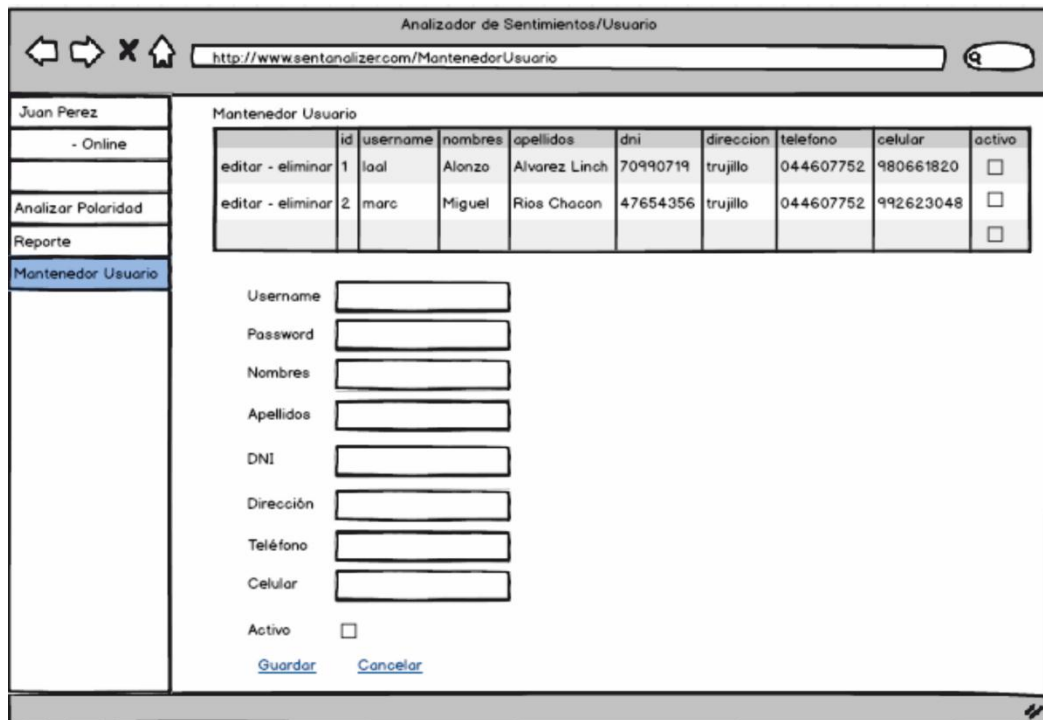 Analizador de Sentimientos/Usuario
http://www.sentanalizer.com/MantenedorUsuario
Juan Perez
- Online
Analizar Polaridad
Reporte
Mantenedor Usuario
Mantenedor Usuario
id username nombres apellidos dni direccion telefono celular activo
editar - eliminar 1 laal Alonzo Alvarez Linch 70990719 trujillo 044607752 980661820
editar - eliminar 2 marc Miguel Rios Chacon 47654356 trujillo 044607752 992623048
Username
Password
Nombres
Apellidos
DNI
Dirección
Teléfono
Celular
Activo
Guardar Cancelar